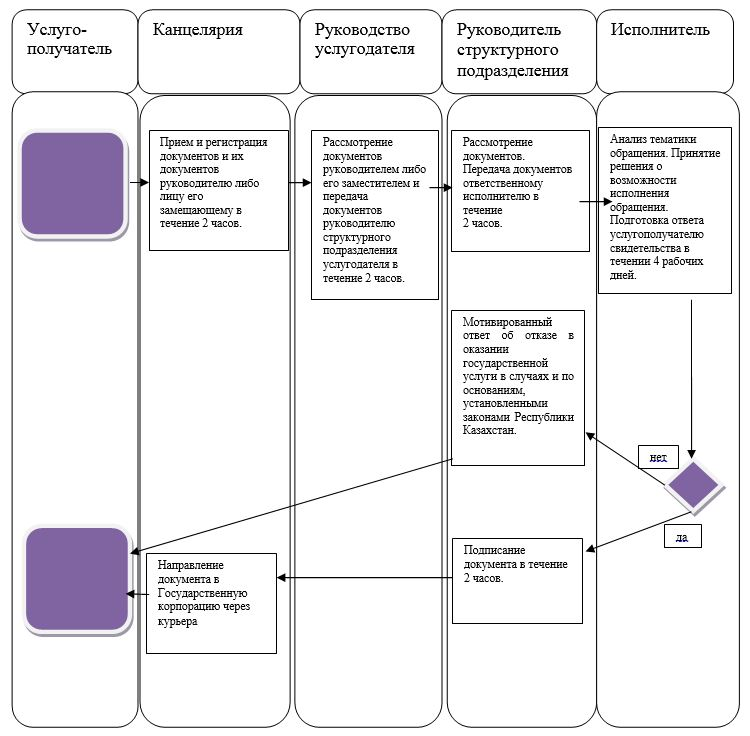 Услуго-
получатель
Канцелярия
Руководство
услугодателя
Руководитель
структурного
подразделения
Исполнитель
Прием и регистрация
документов и их
документов
руководителю либо
лицу его
замещающему в
течение 2 часов.
Рассмотрение
документов
руководителем либо
его заместителем и
передача
документов
руководителю
структурного
подразделения
услугодателя в
течение 2 часов.
Рассмотрение
документов.
Передача документов
ответственному
исполнителю в
течение
2 часов.
Анализ тематики
обращения. Принятие
решения о
возможности
исполнения
обращения.
Подготовка ответа
услугополучателю
свидетельства в
течении 4 рабочих
дней.
Мотивированный
ответ об отказе в
оказании
государственной
услуги в случаях и по
основаниям,
установленными
законами Республики
Казахстан.
нет
да
Подписание
документа в течение
2 часов.
Направление
документа в
Государственную
корпорацию через
курьера